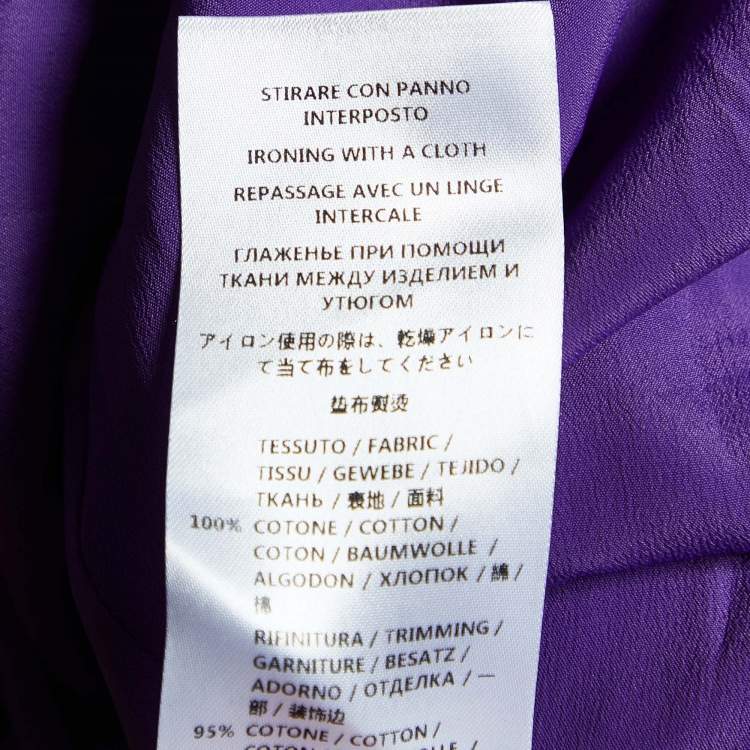 STIRARE CON PANNO
INTERPOSTO
IRONING WITH A CLOTH
REPASSAGE AVEC UN LINGE
INTERCALE
ГЛАЖЕНЬЕ ПРИ ПОМОЩИ
ТКАНИ МЕЖДУ ИЗДЕЛИЕМ И
УТЮГОМ
アイロン使用の際は、乾燥アイロンに
て当て布をしてください
垫布熨烫
TESSUTO / FABRIC /
TISSU / GEWEBE / TEJIDO /
ТКАНЬ / 表地 / 面料
100% COTONE / COTTON /
COTON / BAUMWOLLE /
ALGODON / ХЛОПОК / 綿 /
棉
RIFINITURA / TRIMMING /
GARNITURE / BESATZ /
ADORNO / ОТДЕЛКА / 一
部 / 装饰边
95% COTONE / COTTON /
COTON / BAUMWOLLE /